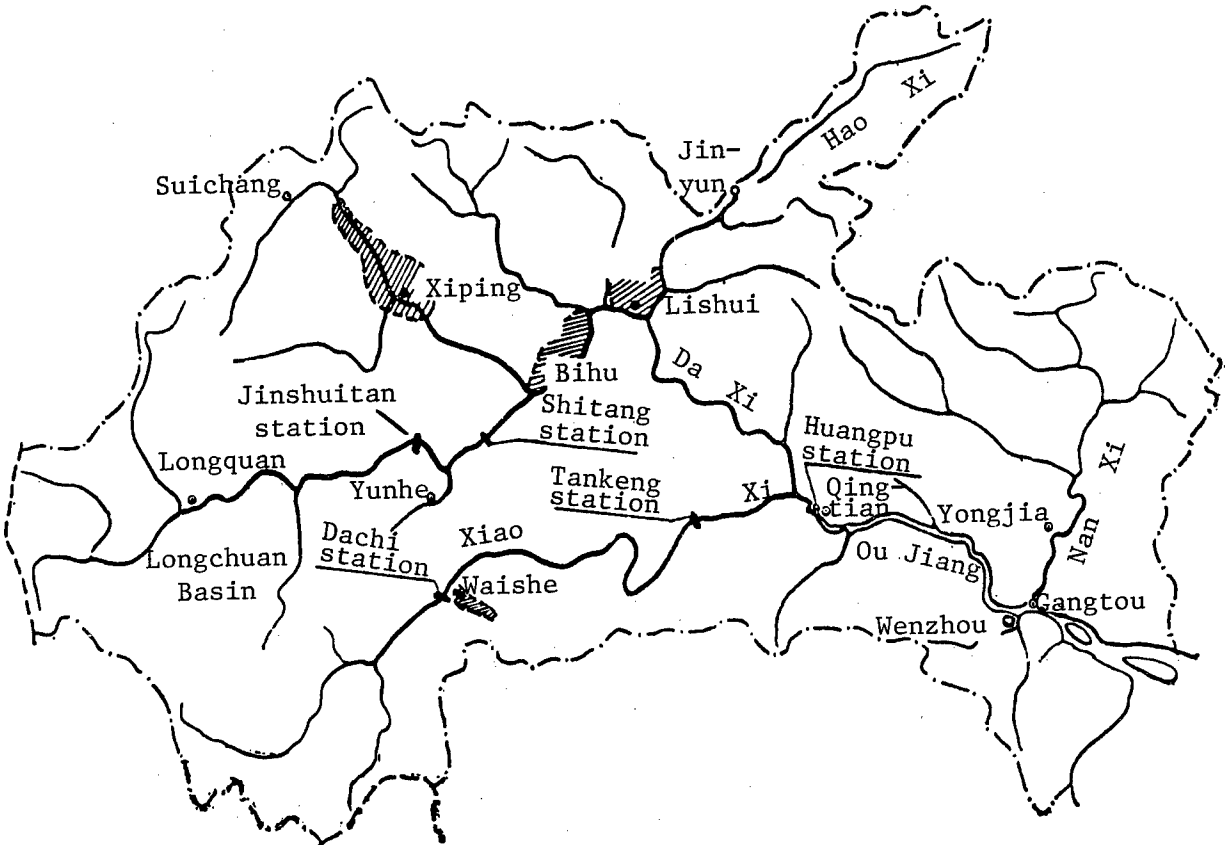 Xi
Hao
Jin-
yun
Suichang
Xiping
Lishui
Bihu
Da
Xi
Jinshuitan
station
Shitang
station
Huangpu
station
Longquan
Yunhe
Tankeng
station
Xi
Qing
tian
Yongjia
Xi
Nan
Dachi
station
Xiao
Longchuan
Basin
Waishe
Ou Jiang
Gangtou
Wenzhou